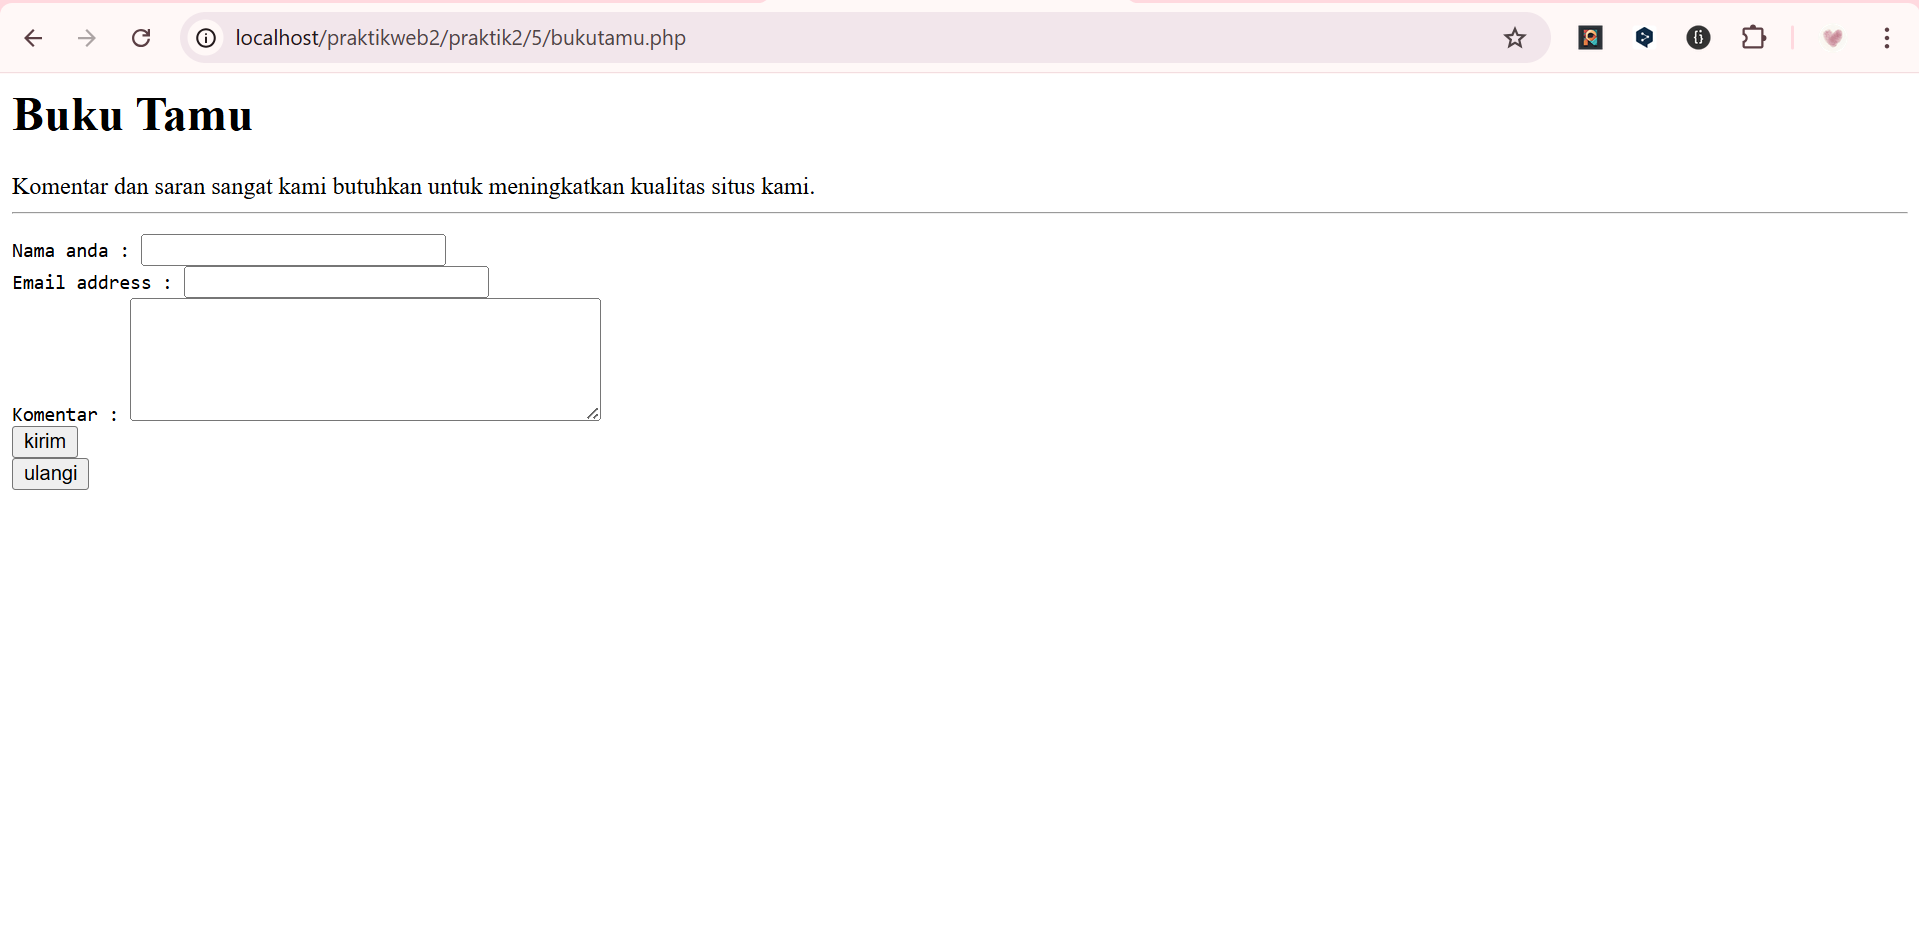 localhost/praktikweb2/praktik2/5/bukutamu.php
Buku Tamu
Komentar dan saran sangat kami butuhkan untuk meningkatkan kualitas situs kami.
Nama anda :
Email address :
Komentar :
kirim
ulangi